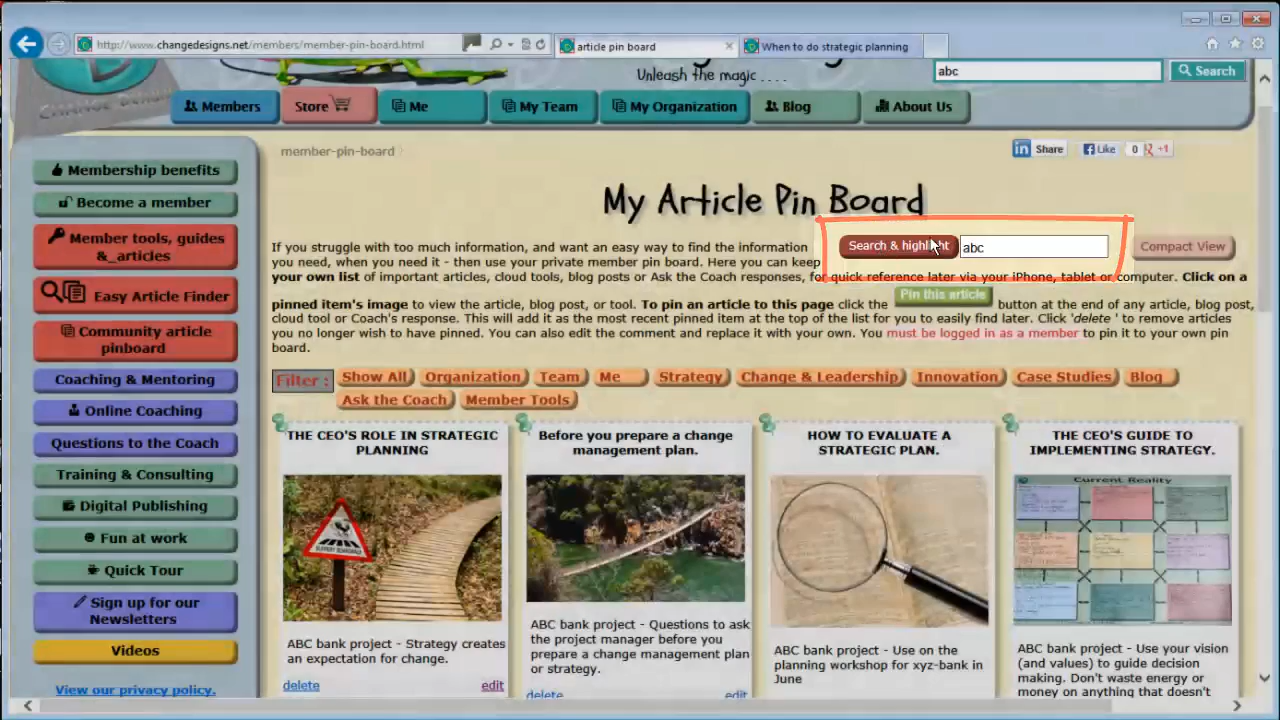 http://www.changedesigns.net/members/member-pin-board.html
article pin board
When to do strategic planning
Unleash the magic . . . .
abc
Search
Members
Store
Me
My Team
My Organization
Blog
About Us
member-pin-board
Share
Like
0
+1
My Article Pin Board
Membership benefits
Become a member
Member tools, guides
&_articles
Easy Article Finder
Community article
pinboard
Coaching & Mentoring
Online Coaching
Questions to the Coach
Training & Consulting
Digital Publishing
Fun at work
Quick Tour
Sign up for our
Newsletters
Videos
View our privacy policy.
Search & highlight
abc
Compact View
If you struggle with too much information, and want an easy way to find the information
you need, when you need it - then use your private member pin board. Here you can keep
your own list of important articles, cloud tools, blog posts or Ask the Coach responses, for quick reference later via your iPhone, tablet or computer. Click on a
pinned item's image to view the article, blog post, or tool. To pin an article to this page click the Pin this article button at the end of any article, blog post,
cloud tool or Coach's response. This will add it as the most recent pinned item at the top of the list for you to easily find later. Click 'delete ' to remove articles
you no longer wish to have pinned. You can also edit the comment and replace it with your own. You must be logged in as a member to pin it to your own pin
board.
Filter :
Show All
Organization
Team
Me
Strategy
Change & Leadership
Innovation
Case Studies
Blog
Ask the Coach
Member Tools
THE CEO'S ROLE IN STRATEGIC
PLANNING
ABC bank project - Strategy creates
an expectation for change.
delete
edit
Before you prepare a change
management plan.
ABC bank project - Questions to ask
the project manager before you
prepare a change management plan
or strategy.
delete
edit
HOW TO EVALUATE A
STRATEGIC PLAN.
ABC bank project - Use on the
planning workshop for xyz-bank in
June
THE CEO'S GUIDE TO
IMPLEMENTING STRATEGY.
Current Reality
ABC bank project - Use your vision
(and values) to guide decision
making. Don't waste energy or
money on anything that doesn't